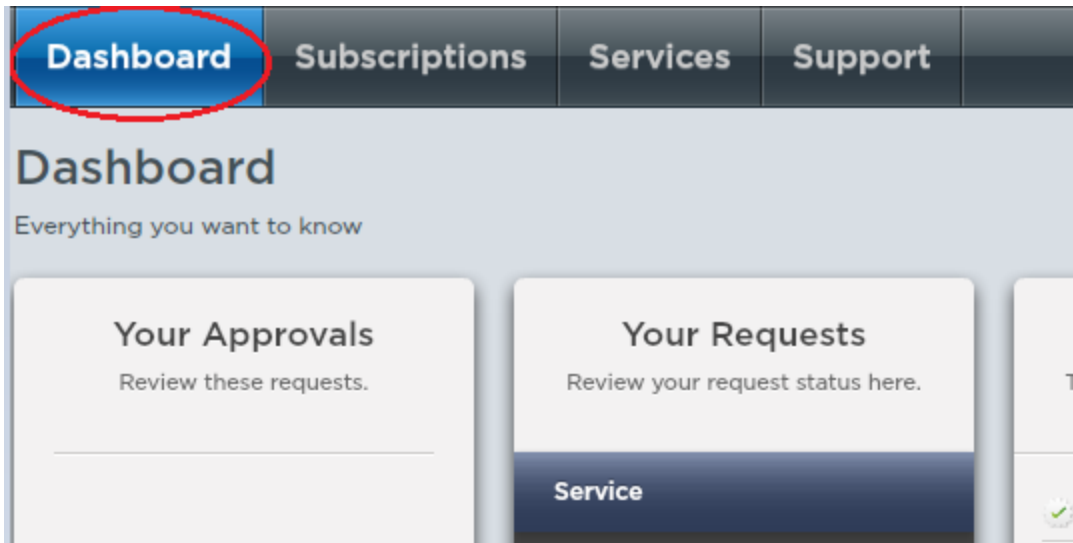 Dashboard Subscriptions Services Support
Dashboard
Everything you want to know
Your Approvals
Review these requests.
Your Requests
Review your request status here.
Service